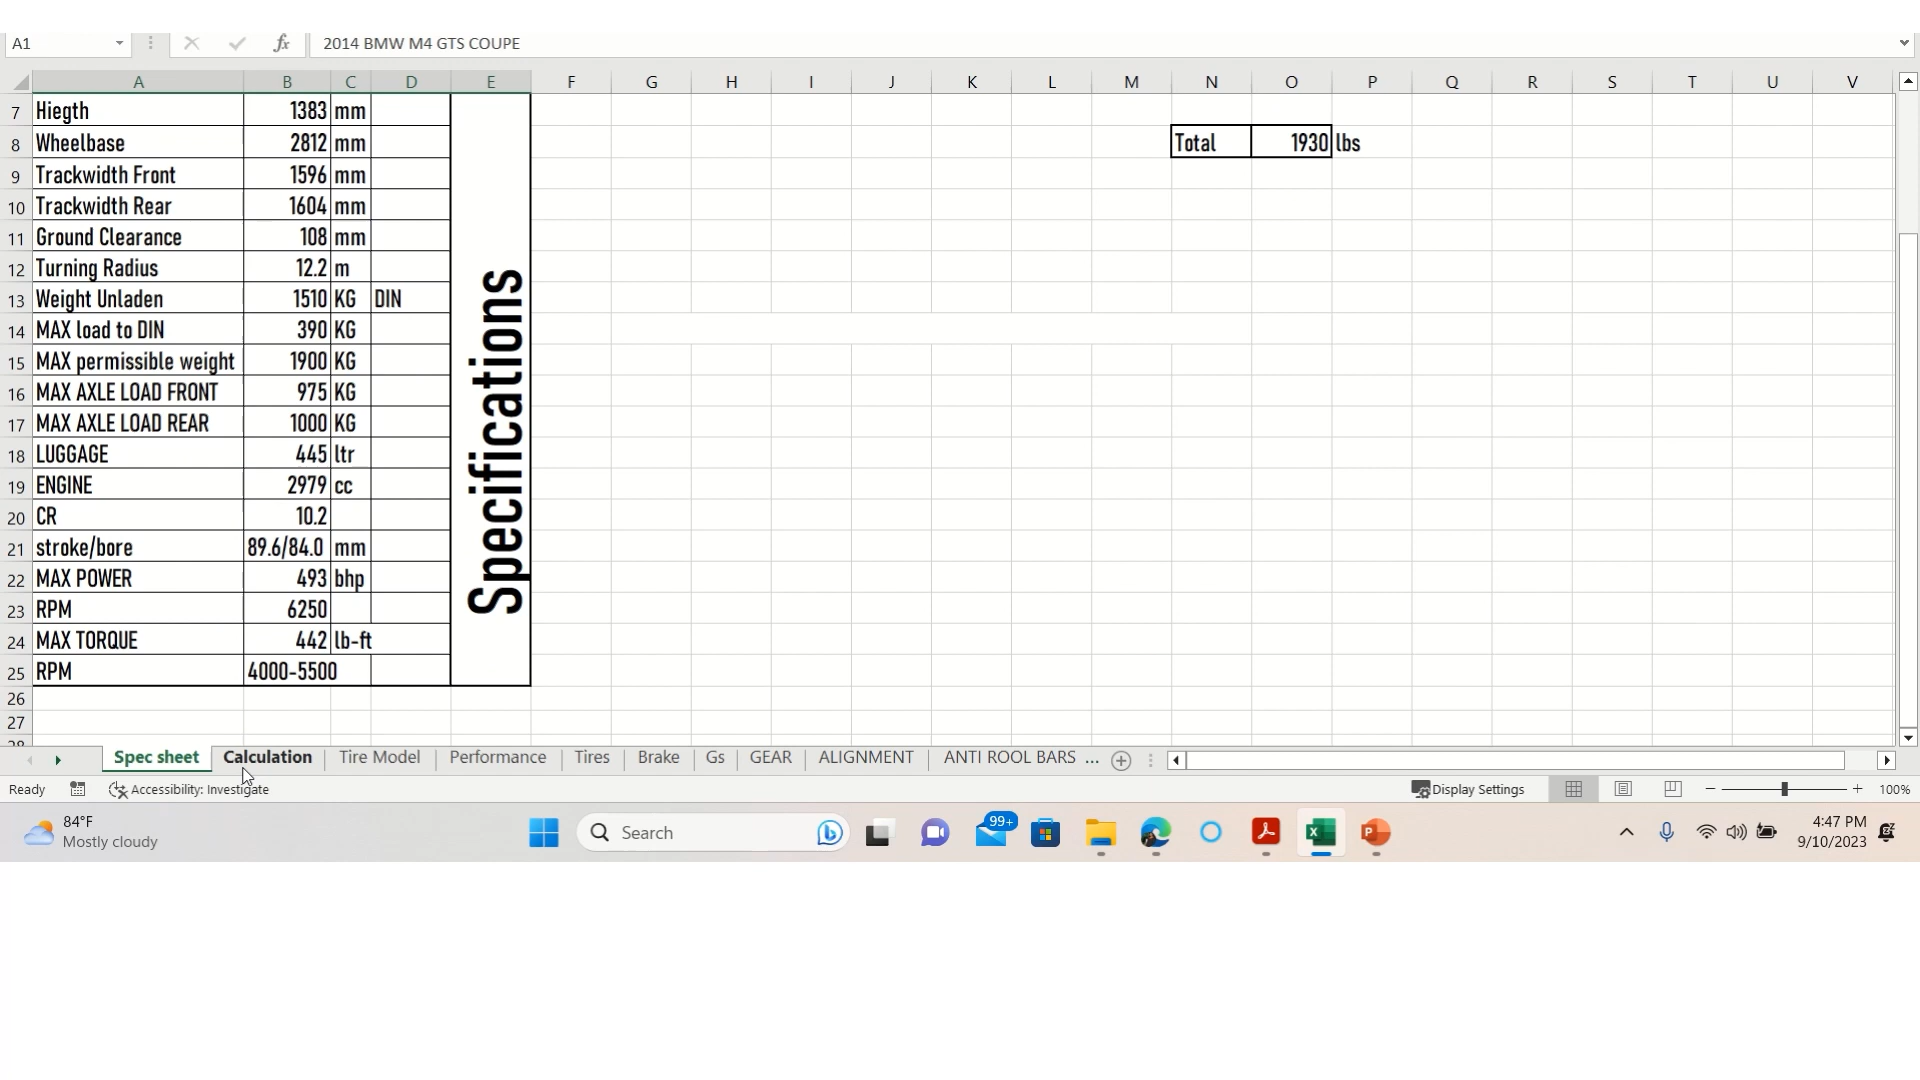 A1 fx 2014 BMW M4 GTS COUPE
A B C D E F G H I J K L M N O P Q R S T U V
7 Hiegth 1383 mm
8 Wheelbase 2812 mm Total 1930 lbs
9 Trackwidth Front 1596 mm
10 Trackwidth Rear 1604 mm
11 Ground Clearance 108 mm
12 Turning Radius 12.2 m
13 Weight Unladen 1510 KG DIN
14 MAX load to DIN 390 KG
15 MAX permissible weight 1900 KG
16 MAX AXLE LOAD FRONT 975 KG
17 MAX AXLE LOAD REAR 1000 KG
18 LUGGAGE 445 ltr
19 ENGINE 2979 cc
20 CR 10.2
21 stroke/bore 89.6/84.0 mm
22 MAX POWER 493 bhp
23 RPM 6250
24 MAX TORQUE 442 lb-ft
25 RPM 4000-5500
Specifications
26
27
28
Spec sheet Calculation Tire Model Performance Tires Brake Gs GEAR ALIGNMENT ANTI ROOL BARS ...
Ready Accessibility: Investigate Display Settings 100%
84°F
Mostly cloudy
Search
99+
4:47 PM
9/10/2023